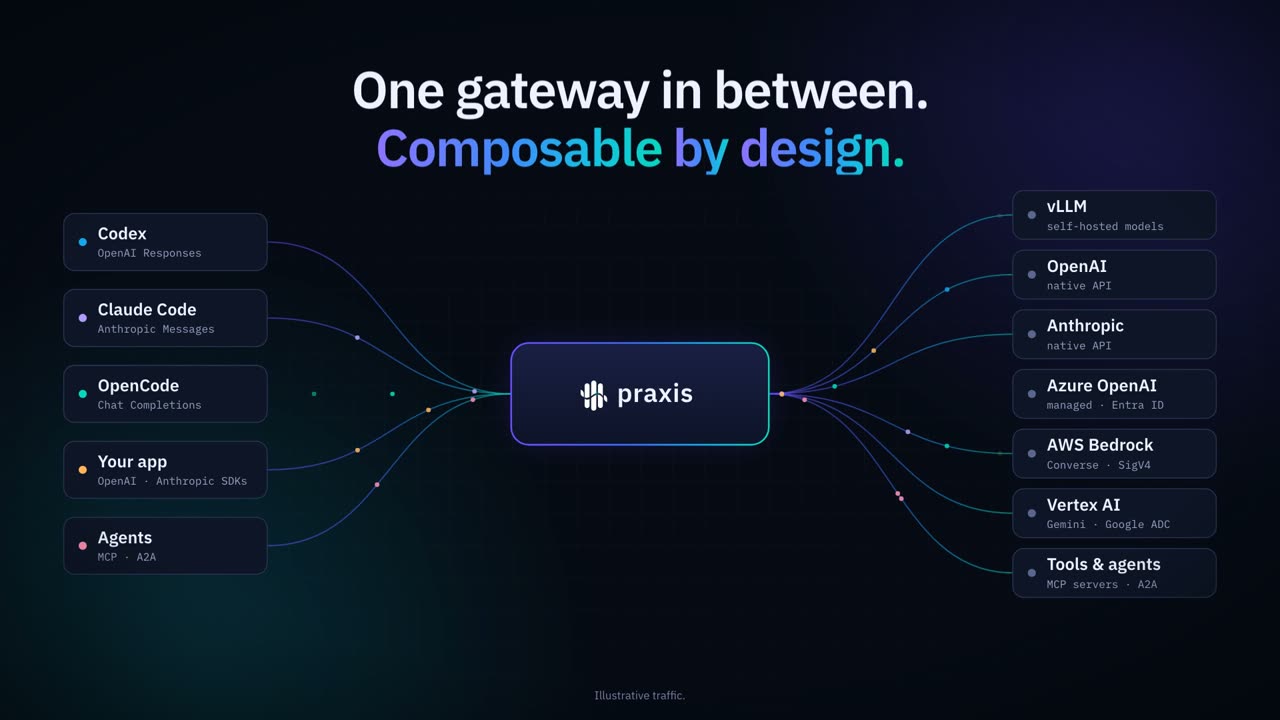 One gateway in between.
Composable by design.
Codex
OpenAI Responses
Claude Code
Anthropic Messages
OpenCode
Chat Completions
Your app
OpenAI · Anthropic SDKs
Agents
MCP · A2A
praxis
vLLM
self-hosted models
OpenAI
native API
Anthropic
native API
Azure OpenAI
managed · Entra ID
AWS Bedrock
Converse · SigV4
Vertex AI
Gemini · Google ADC
Tools & agents
MCP servers · A2A
Illustrative traffic.